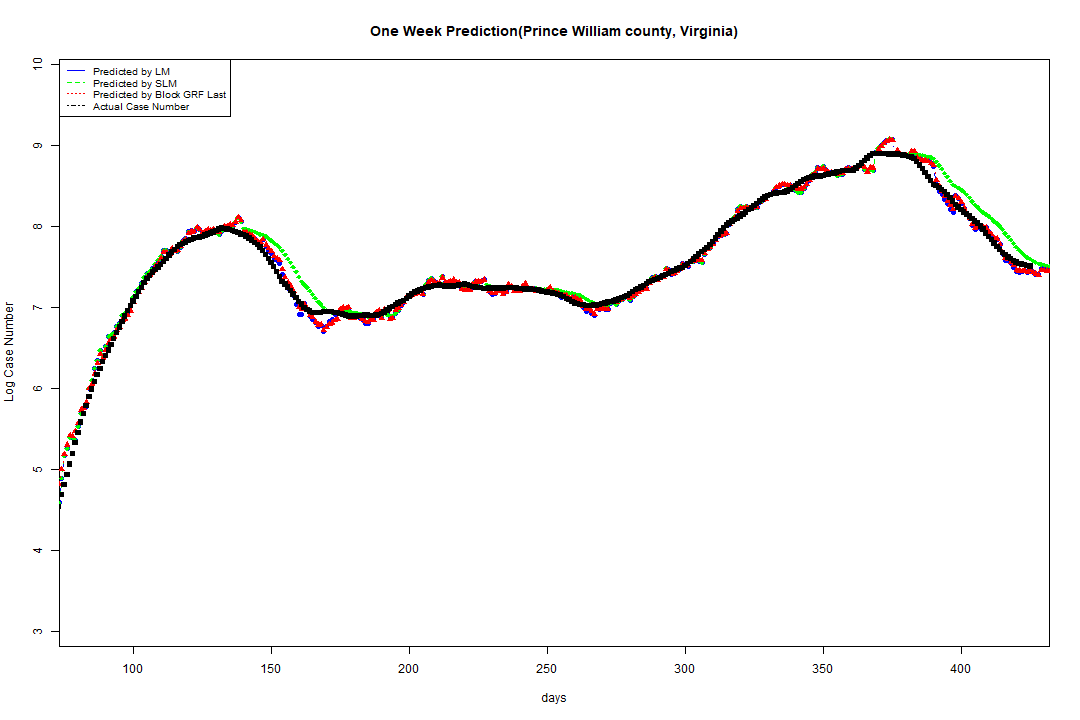 One Week Prediction(Prince William county, Virginia)
Predicted by LM
Predicted by SLM
Predicted by Block GRF Last
Actual Case Number
10
9
8
7
6
5
4
3
Log Case Number
100 150 200 250 300 350 400
days